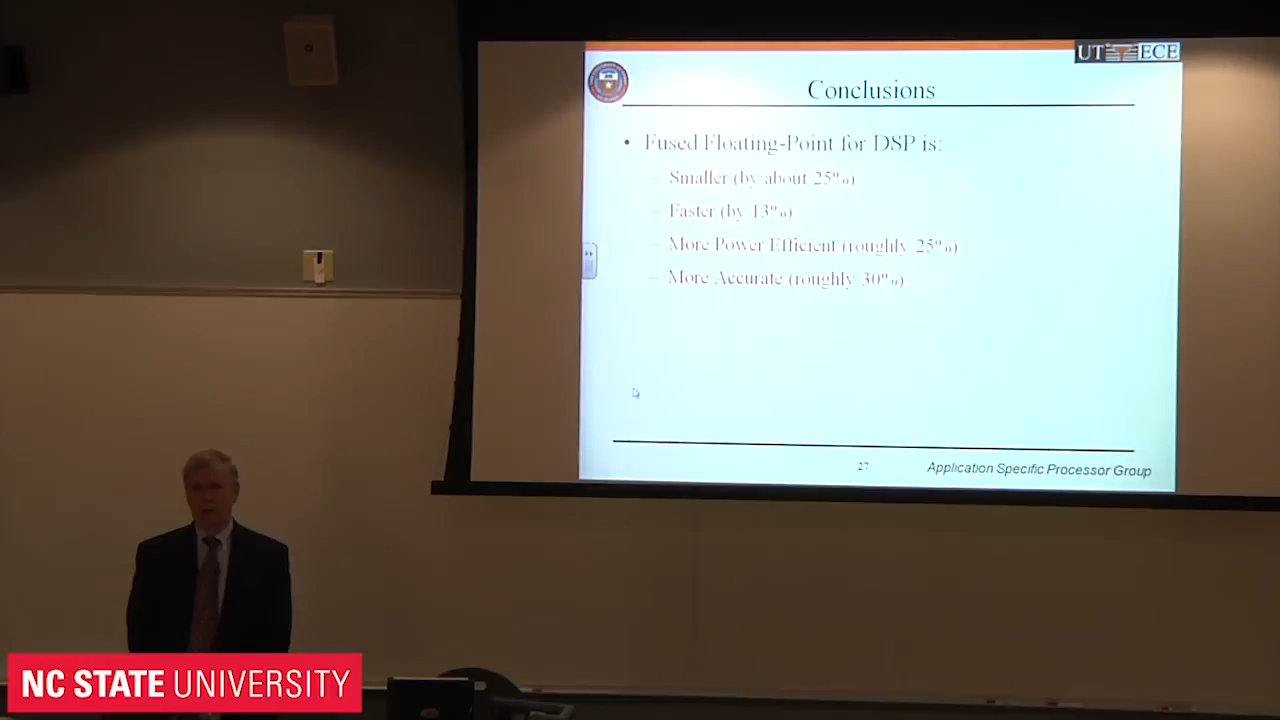 UT ECE
Conclusions
• Fused Floating-Point for DSP is:
– Smaller (by about 25%)
– Faster (by 13%)
– More Power Efficient (roughly 25%)
– More Accurate (roughly 30%)
27
Application Specific Processor Group
NC STATE UNIVERSITY